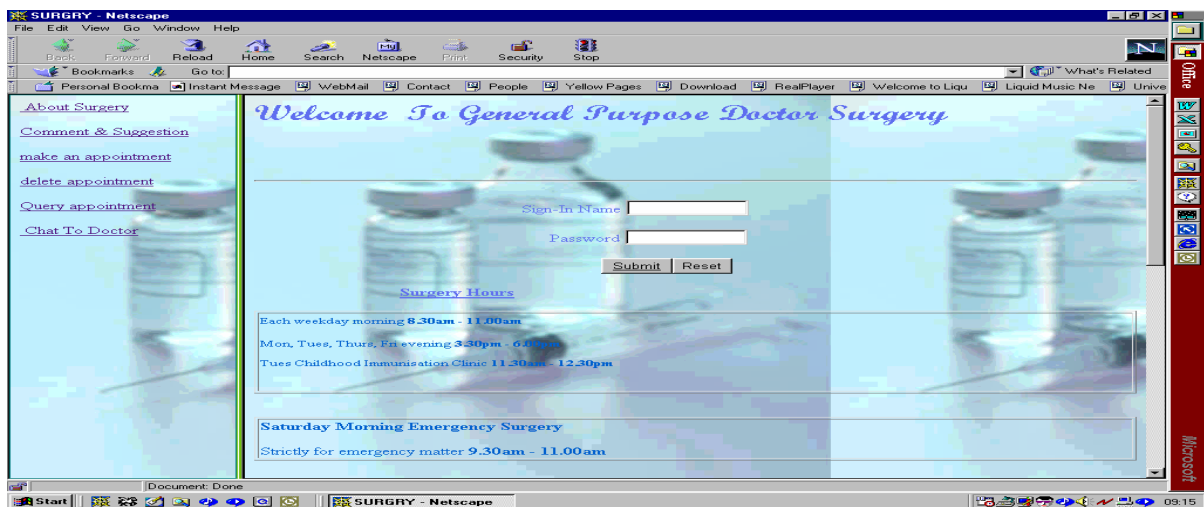 SURGRY - Netscape
File Edit View Go Window Help
Back Forward Reload Home Search Netscape Print Security Stop
My
N
Bookmarks Go to: What's Related
Personal Bookma Instant Message WebMail Contact People Yellow Pages Download RealPlayer Welcome to Liqu Liquid Music Ne Unive
About Surgery
Comment & Suggestion
make an appointment
delete appointment
Query appointment
Chat To Doctor
Welcome To General Purpose Doctor Surgery
Sign-In Name
Password
Submit Reset
Surgery Hours
Each weekday morning 8.30am - 11.00am
Mon, Tues, Thurs, Fri evening 3.30pm - 6.00pm
Tues Childhood Immunisation Clinic 11.30am - 12.30pm
Saturday Morning Emergency Surgery
Strictly for emergency matter 9.30am - 11.00am
Office
Microsoft
Document: Done
Start SURGRY - Netscape 09:15